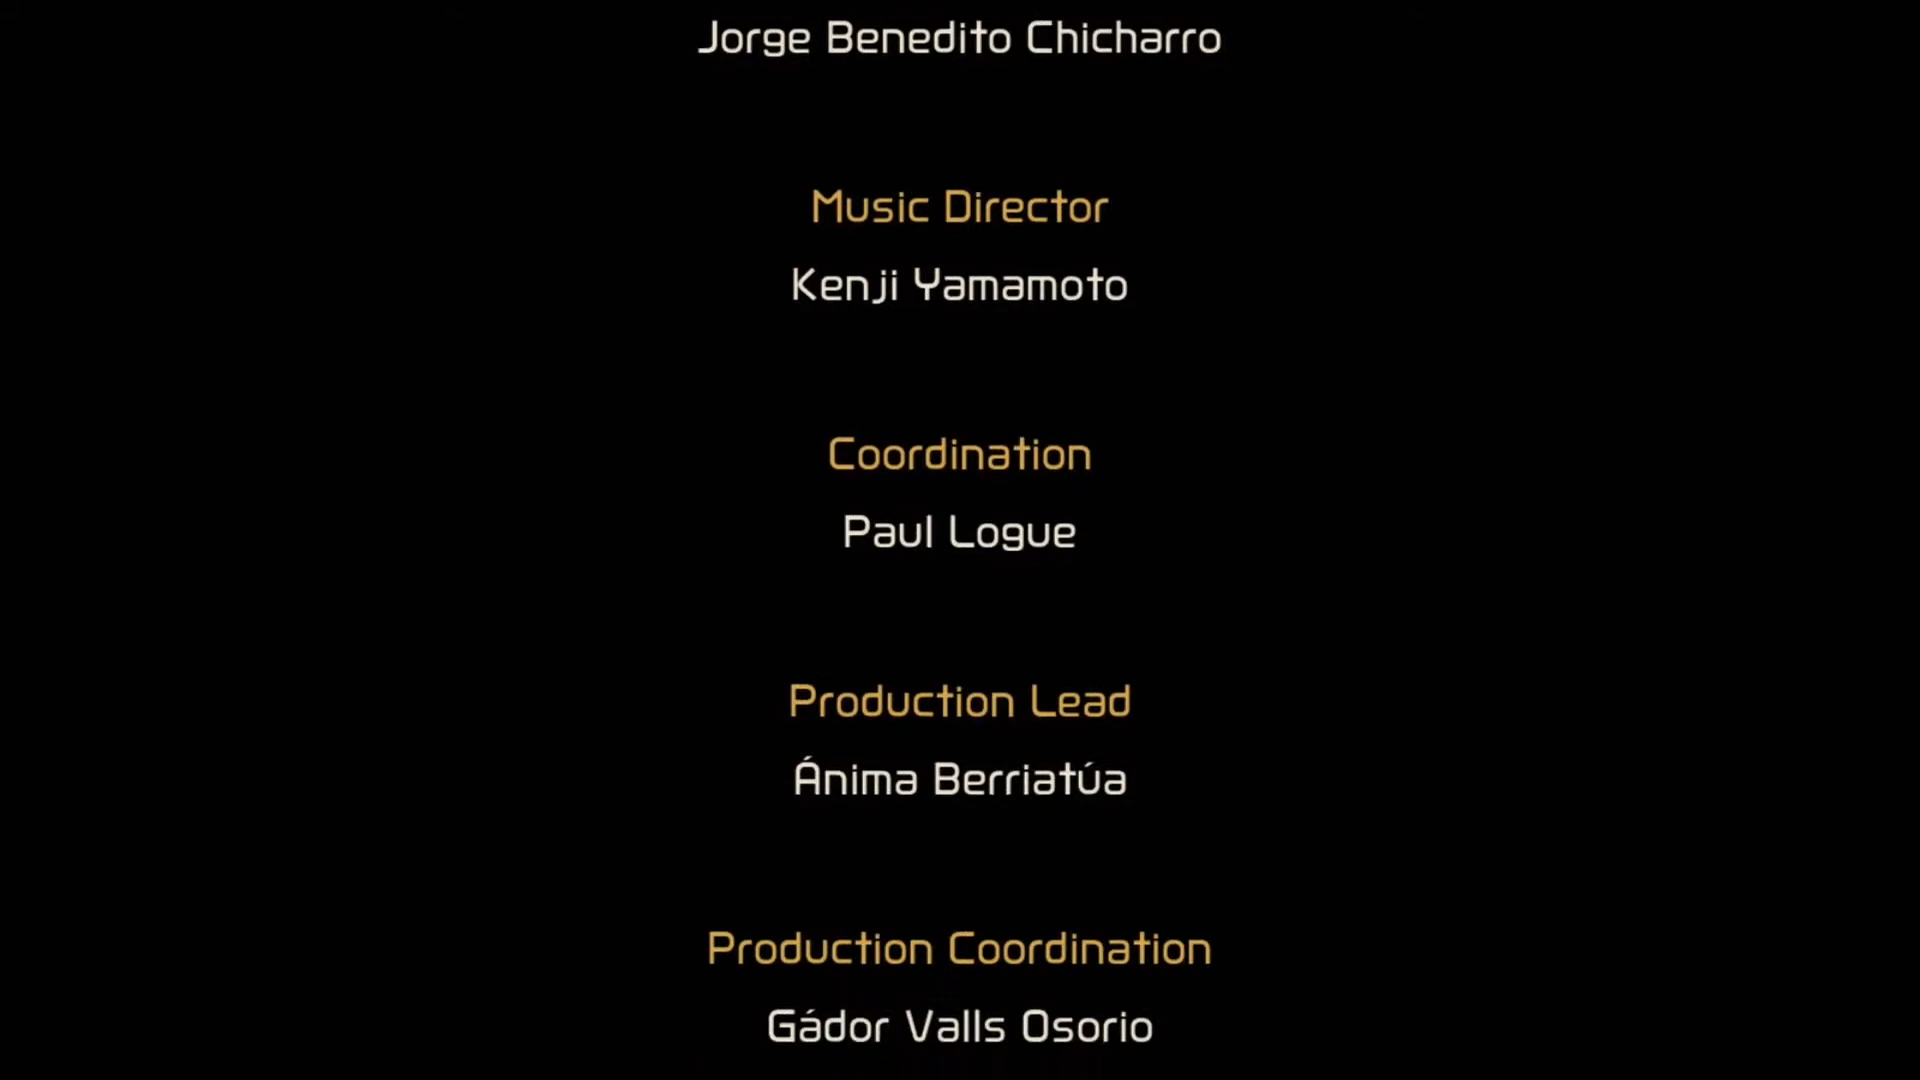 Jorge Benedito Chicharro
Music Director
Kenji Yamamoto
Coordination
Paul Logue
Production Lead
Ánima Berriatúa
Production Coordination
Gádor Valls Osorio